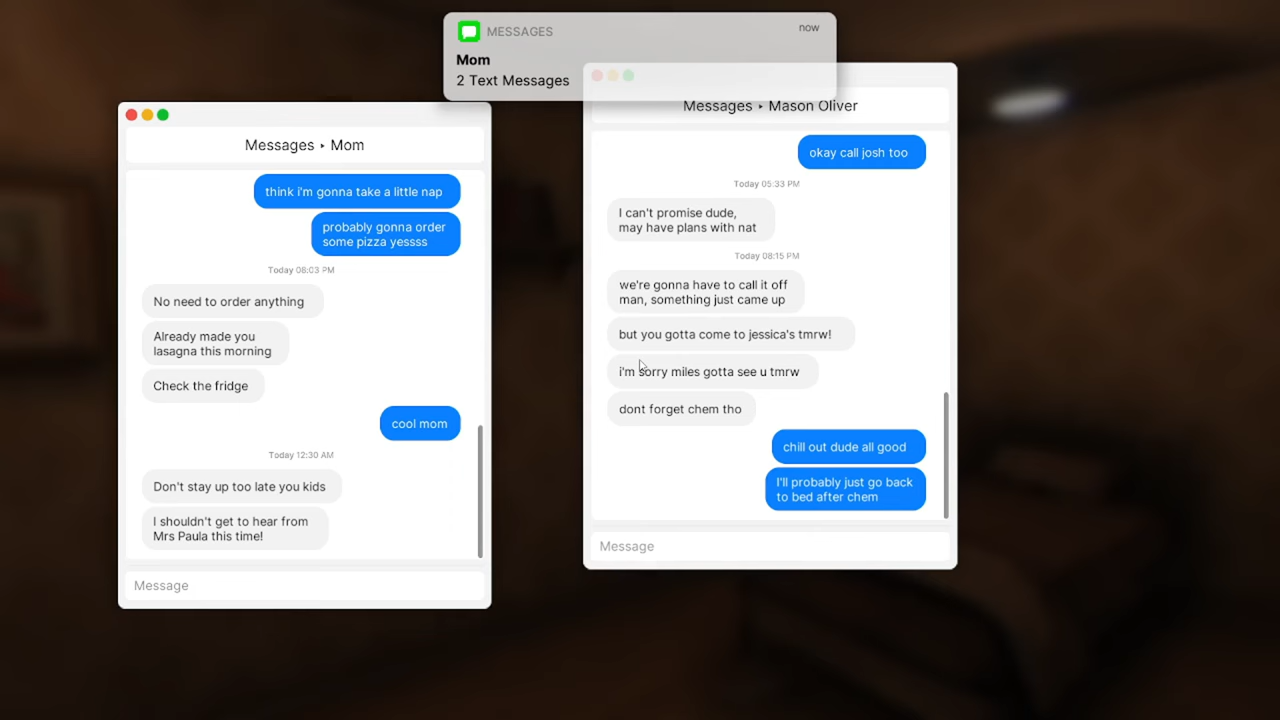 MESSAGES
now
Mom
2 Text Messages
Messages ‣ Mom
think i'm gonna take a little nap
probably gonna order
some pizza yessss
Today 08:03 PM
No need to order anything
Already made you
lasagna this morning
Check the fridge
cool mom
Today 12:30 AM
Don't stay up too late you kids
I shouldn't get to hear from
Mrs Paula this time!
Message
Messages ‣ Mason Oliver
okay call josh too
Today 05:33 PM
I can't promise dude,
may have plans with nat
Today 08:15 PM
we're gonna have to call it off
man, something just came up
but you gotta come to jessica's tmrw!
i'm sorry miles gotta see u tmrw
dont forget chem tho
chill out dude all good
I'll probably just go back
to bed after chem
Message